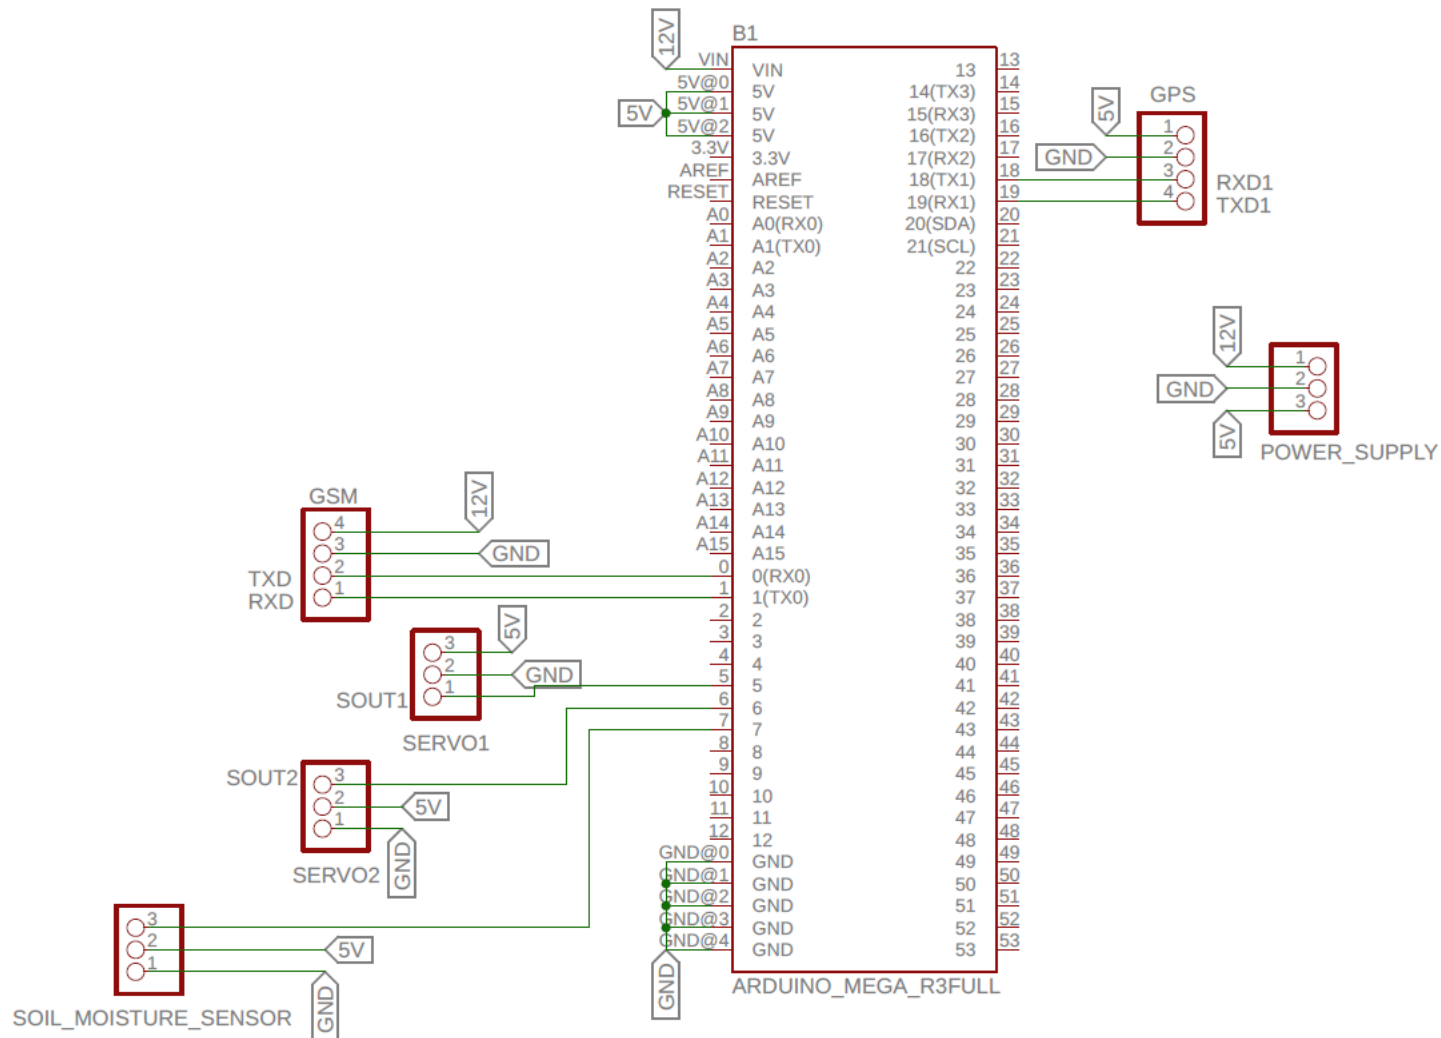 B1
12V
VIN
5V@0
5V@1
5V@2
5V
3.3V
AREF
RESET
A0
A1
A2
A3
A4
A5
A6
A7
A8
A9
A10
A11
A12
A13
A14
A15
0
1
2
3
4
5
6
7
8
9
10
11
12
GND@0
GND@1
GND@2
GND@3
GND@4
GND
VIN
5V
5V
5V
3.3V
AREF
RESET
A0(RX0)
A1(TX0)
A2
A3
A4
A5
A6
A7
A8
A9
A10
A11
A12
A13
A14
A15
0(RX0)
1(TX0)
2
3
4
5
6
7
8
9
10
11
12
GND
GND
GND
GND
GND
13
14(TX3)
15(RX3)
16(TX2)
17(RX2)
18(TX1)
19(RX1)
20(SDA)
21(SCL)
22
23
24
25
26
27
28
29
30
31
32
33
34
35
36
37
38
39
40
41
42
43
44
45
46
47
48
49
50
51
52
53
13
14
15
16
17
18
19
20
21
22
23
24
25
26
27
28
29
30
31
32
33
34
35
36
37
38
39
40
41
42
43
44
45
46
47
48
49
50
51
52
53
ARDUINO_MEGA_R3FULL
GPS
5V
GND
1
2
3
4
RXD1
TXD1
12V
GND
5V
1
2
3
POWER_SUPPLY
GSM
4
3
2
1
12V
GND
TXD
RXD
3
2
1
5V
GND
SOUT1
SERVO1
SOUT2
3
2
1
5V
GND
SERVO2
3
2
1
5V
GND
SOIL_MOISTURE_SENSOR